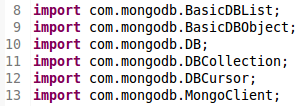 8 import com.mongodb.BasicDBList;
9 import com.mongodb.BasicDBObject;
10 import com.mongodb.DB;
11 import com.mongodb.DBCollection;
12 import com.mongodb.DBCursor;
13 import com.mongodb.MongoClient;